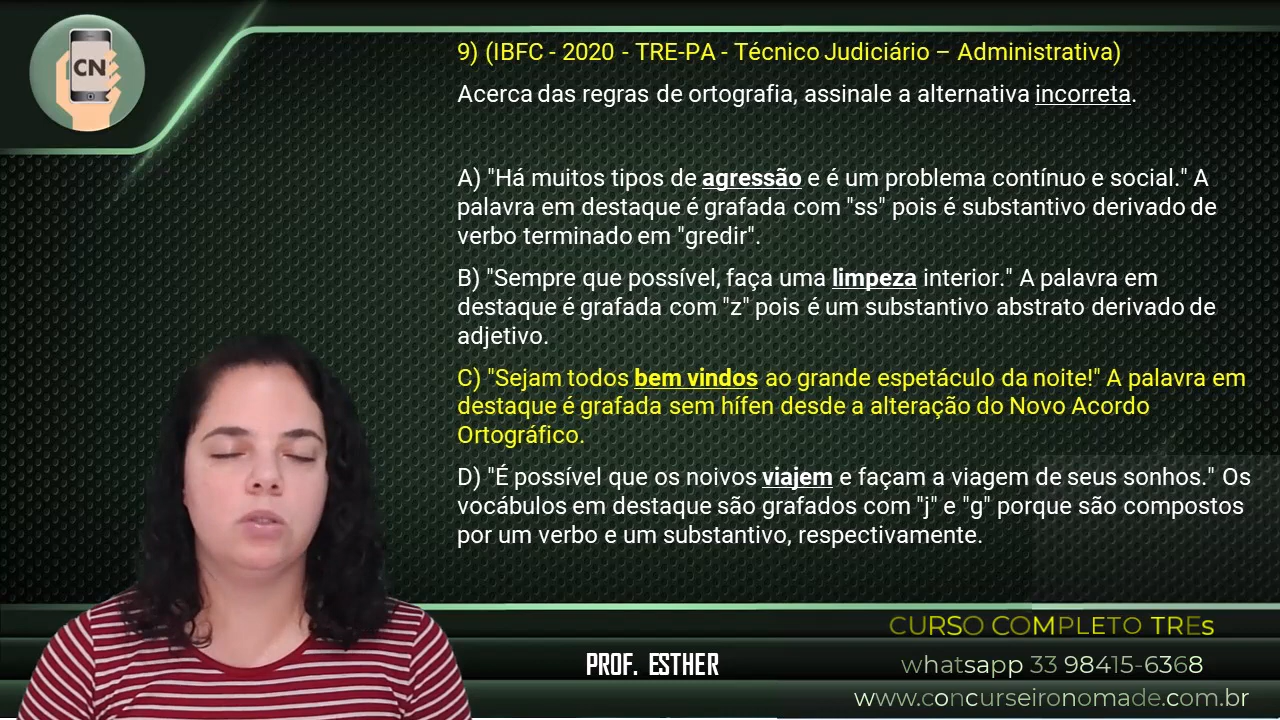 CN
9) (IBFC - 2020 - TRE-PA - Técnico Judiciário – Administrativa)
Acerca das regras de ortografia, assinale a alternativa incorreta.
A) "Há muitos tipos de agressão e é um problema contínuo e social." A
palavra em destaque é grafada com "ss" pois é substantivo derivado de
verbo terminado em "gredir".
B) "Sempre que possível, faça uma limpeza interior." A palavra em
destaque é grafada com "z" pois é um substantivo abstrato derivado de
adjetivo.
C) "Sejam todos bem vindos ao grande espetáculo da noite!" A palavra em
destaque é grafada sem hífen desde a alteração do Novo Acordo
Ortográfico.
D) "É possível que os noivos viajem e façam a viagem de seus sonhos." Os
vocábulos em destaque são grafados com "j" e "g" porque são compostos
por um verbo e um substantivo, respectivamente.
CURSO COMPLETO TREs
PROF. ESTHER
whatsapp 33 98415-6368
www.concurseironomade.com.br